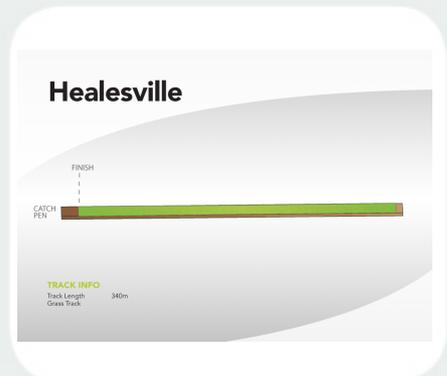 Healesville
FINISH
CATCH
PEN
TRACK INFO
Track Length 340m
Grass Track